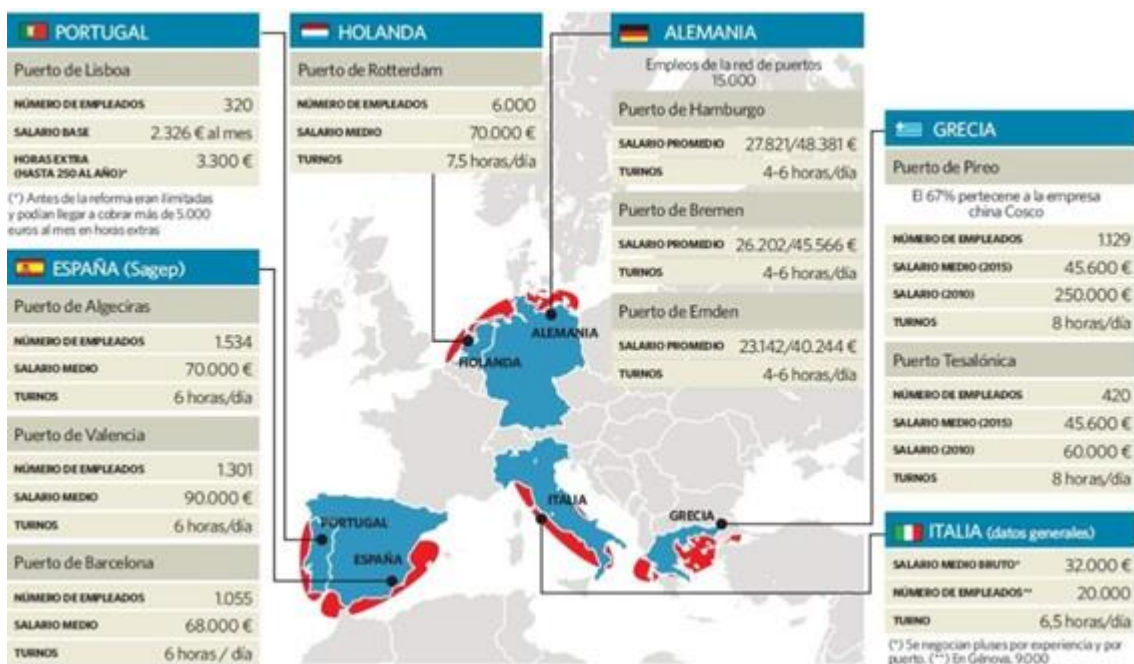 PORTUGAL
Puerto de Lisboa
NÚMERO DE EMPLEADOS 320
SALARIO BASE 2.326 € al mes
HORAS EXTRA 3.300 €
(HASTA 250 AL AÑO)*
(*) Antes de la reforma eran ilimitadas
y podían llegar a cobrar más de 5.000
euros al mes en horas extras
ESPAÑA (Sagep)
Puerto de Algeciras
NÚMERO DE EMPLEADOS 1.534
SALARIO MEDIO 70.000 €
TURNOS 6 horas/día
Puerto de Valencia
NÚMERO DE EMPLEADOS 1.301
SALARIO MEDIO 90.000 €
TURNOS 6 horas/día
Puerto de Barcelona
NÚMERO DE EMPLEADOS 1.055
SALARIO MEDIO 68.000 €
TURNOS 6 horas / día
HOLANDA
Puerto de Rotterdam
NÚMERO DE EMPLEADOS 6.000
SALARIO MEDIO 70.000 €
TURNOS 7,5 horas/día
ALEMANIA
Empleos de la red de puertos
15.000
Puerto de Hamburgo
SALARIO PROMEDIO 27.821/48.381 €
TURNOS 4-6 horas/día
Puerto de Bremen
SALARIO PROMEDIO 26.202/45.566 €
TURNOS 4-6 horas/día
Puerto de Emden
SALARIO PROMEDIO 23.142/40.244 €
TURNOS 4-6 horas/día
GRECIA
Puerto de Pireo
El 67% pertecene a la empresa
china Cosco
NÚMERO DE EMPLEADOS 1.129
SALARIO MEDIO (2015) 45.600 €
SALARIO (2010) 250.000 €
TURNOS 8 horas/día
Puerto Tesalónica
NÚMERO DE EMPLEADOS 420
SALARIO MEDIO (2015) 45.600 €
SALARIO (2010) 60.000 €
TURNOS 8 horas/día
ITALIA (datos generales)
SALARIO MEDIO BRUTO* 32.000 €
NÚMERO DE EMPLEADOS** 20.000
TURNO 6,5 horas/día
(*) Se negocian pluses por experiencia y por
puerto. (**) En Génova, 9.000
ALEMANIA
HOLANDA
ITALIA
GRECIA
PORTUGAL
ESPAÑA